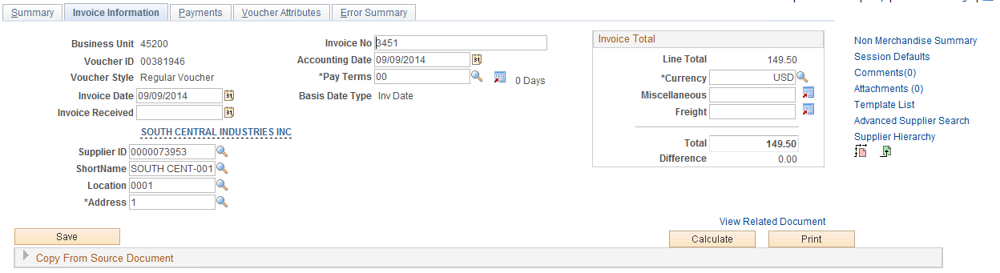 Summary Invoice Information Payments Voucher Attributes Error Summary
Business Unit 45200
Voucher ID 00381946
Voucher Style Regular Voucher
Invoice Date 09/09/2014
Invoice Received
SOUTH CENTRAL INDUSTRIES INC
Supplier ID 0000073953
ShortName SOUTH CENT-001
Location 0001
*Address 1
Invoice No 3451
Accounting Date 09/09/2014
*Pay Terms 00 0 Days
Basis Date Type Inv Date
Invoice Total
Line Total 149.50
*Currency USD
Miscellaneous
Freight
Total 149.50
Difference 0.00
Non Merchandise Summary
Session Defaults
Comments(0)
Attachments (0)
Template List
Advanced Supplier Search
Supplier Hierarchy
View Related Document
Save Calculate Print
Copy From Source Document